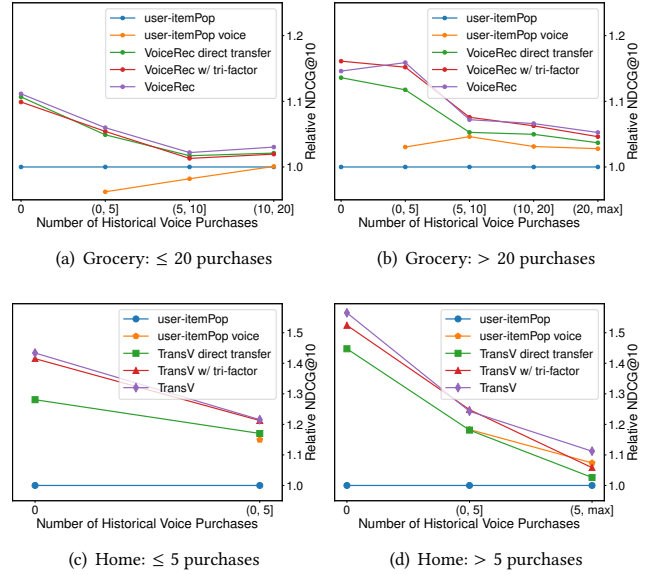 user-itemPop
user-itemPop voice
VoiceRec direct transfer
VoiceRec w/ tri-factor
VoiceRec
1.2
1.1
1.0
Relative NDCG@10
0
(0, 5]
(5, 10]
(10, 20]
Number of Historical Voice Purchases
(a) Grocery: ≤ 20 purchases
user-itemPop
user-itemPop voice
VoiceRec direct transfer
VoiceRec w/ tri-factor
VoiceRec
1.2
1.1
1.0
Relative NDCG@10
0
(0, 5]
(5, 10]
(10, 20]
(20, max]
Number of Historical Voice Purchases
(b) Grocery: > 20 purchases
user-itemPop
user-itemPop voice
TransV direct transfer
TransV w/ tri-factor
TransV
1.5
1.4
1.3
1.2
1.1
1.0
Relative NDCG@10
0
(0, 5]
Number of Historical Voice Purchases
(c) Home: ≤ 5 purchases
user-itemPop
user-itemPop voice
TransV direct transfer
TransV w/ tri-factor
TransV
1.5
1.4
1.3
1.2
1.1
1.0
Relative NDCG@10
0
(0, 5]
(5, max]
Number of Historical Voice Purchases
(d) Home: > 5 purchases